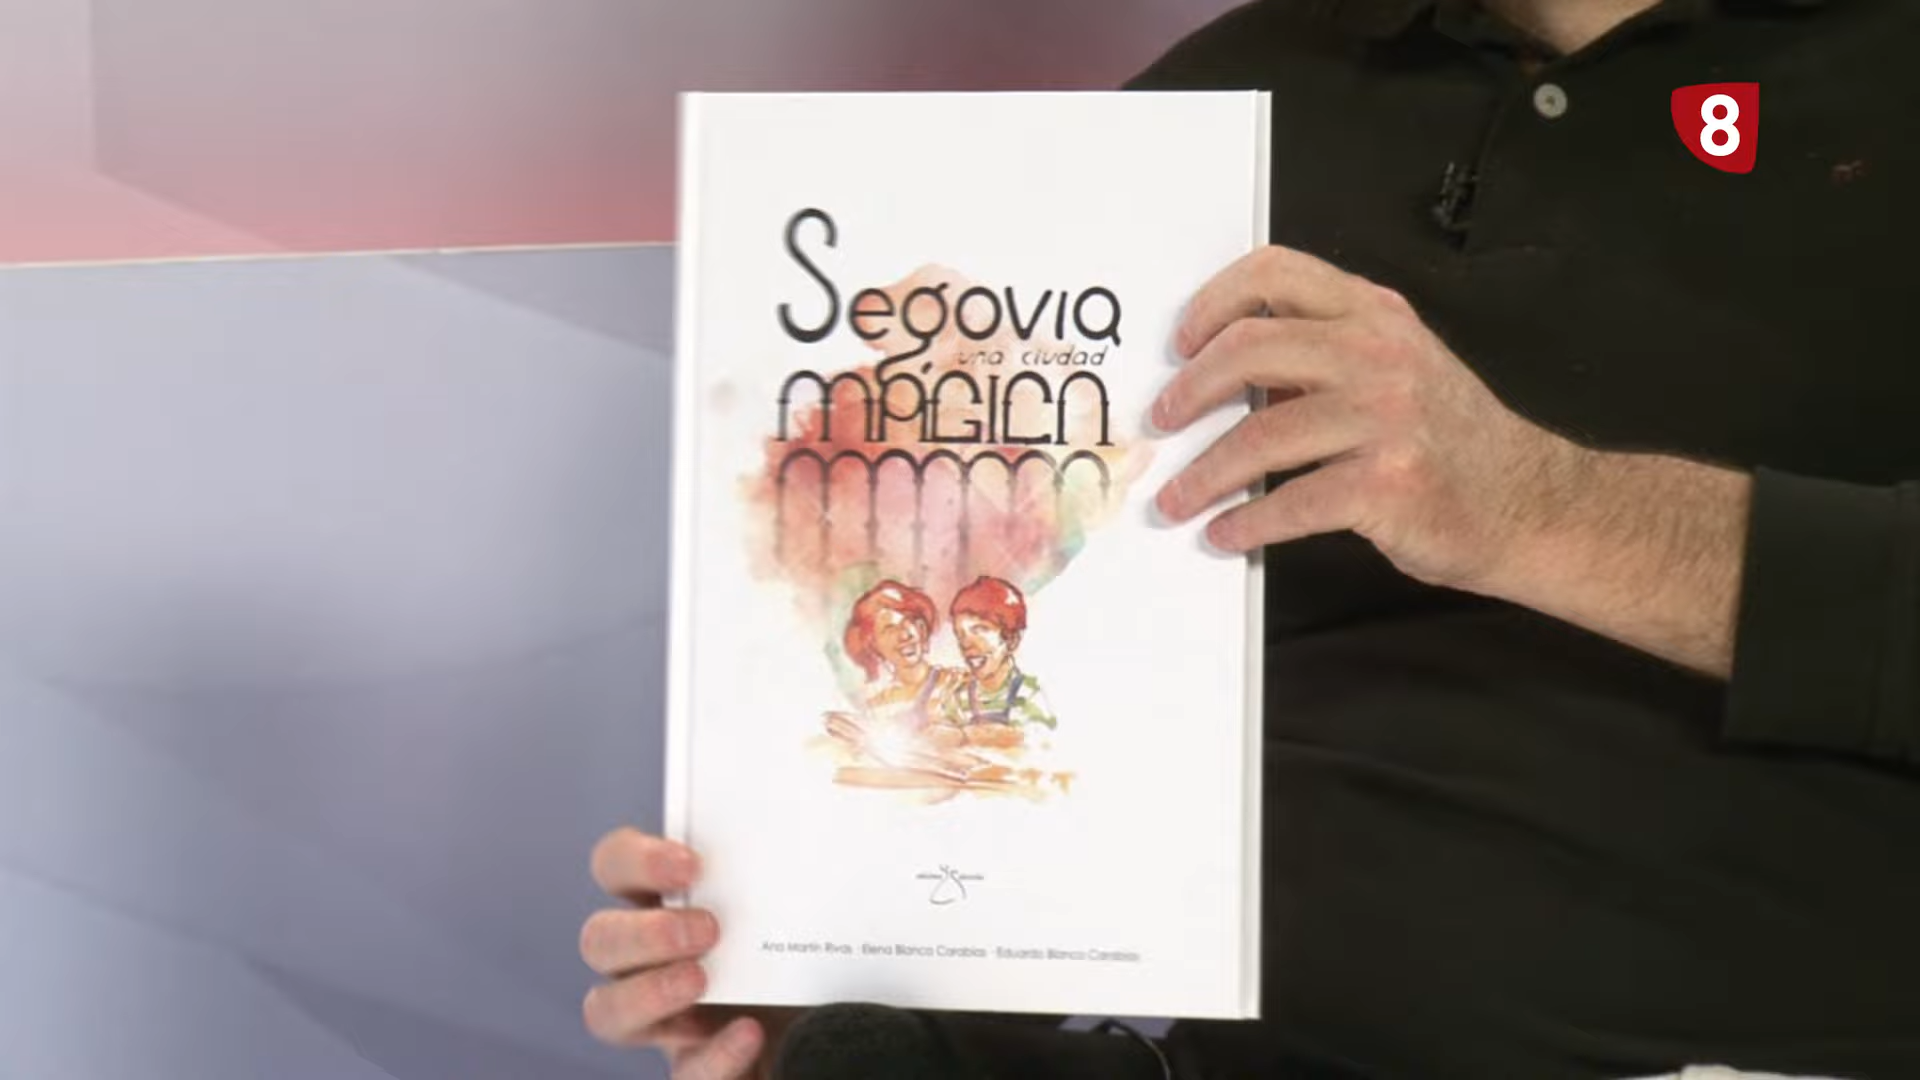 8
Segovia
una ciudad
MÁGICA
Ana Martín Rivas · Elena Blanco Carabias · Eduardo Blanco Carabias